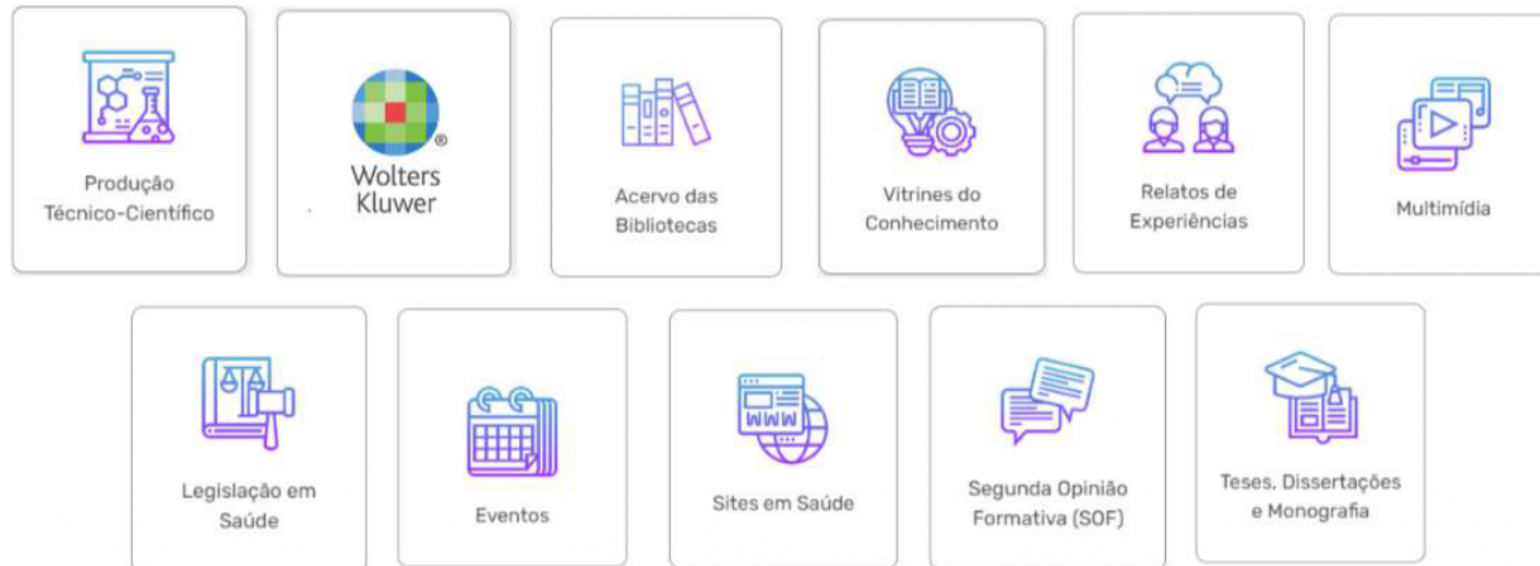 Produção
Técnico-Científico
Wolters
Kluwer
®
Acervo das
Bibliotecas
Vitrines do
Conhecimento
Relatos de
Experiências
Multimídia
Legislação em
Saúde
Eventos
WWW
Sites em Saúde
Segunda Opinião
Formativa (SOF)
Teses, Dissertações
e Monografia